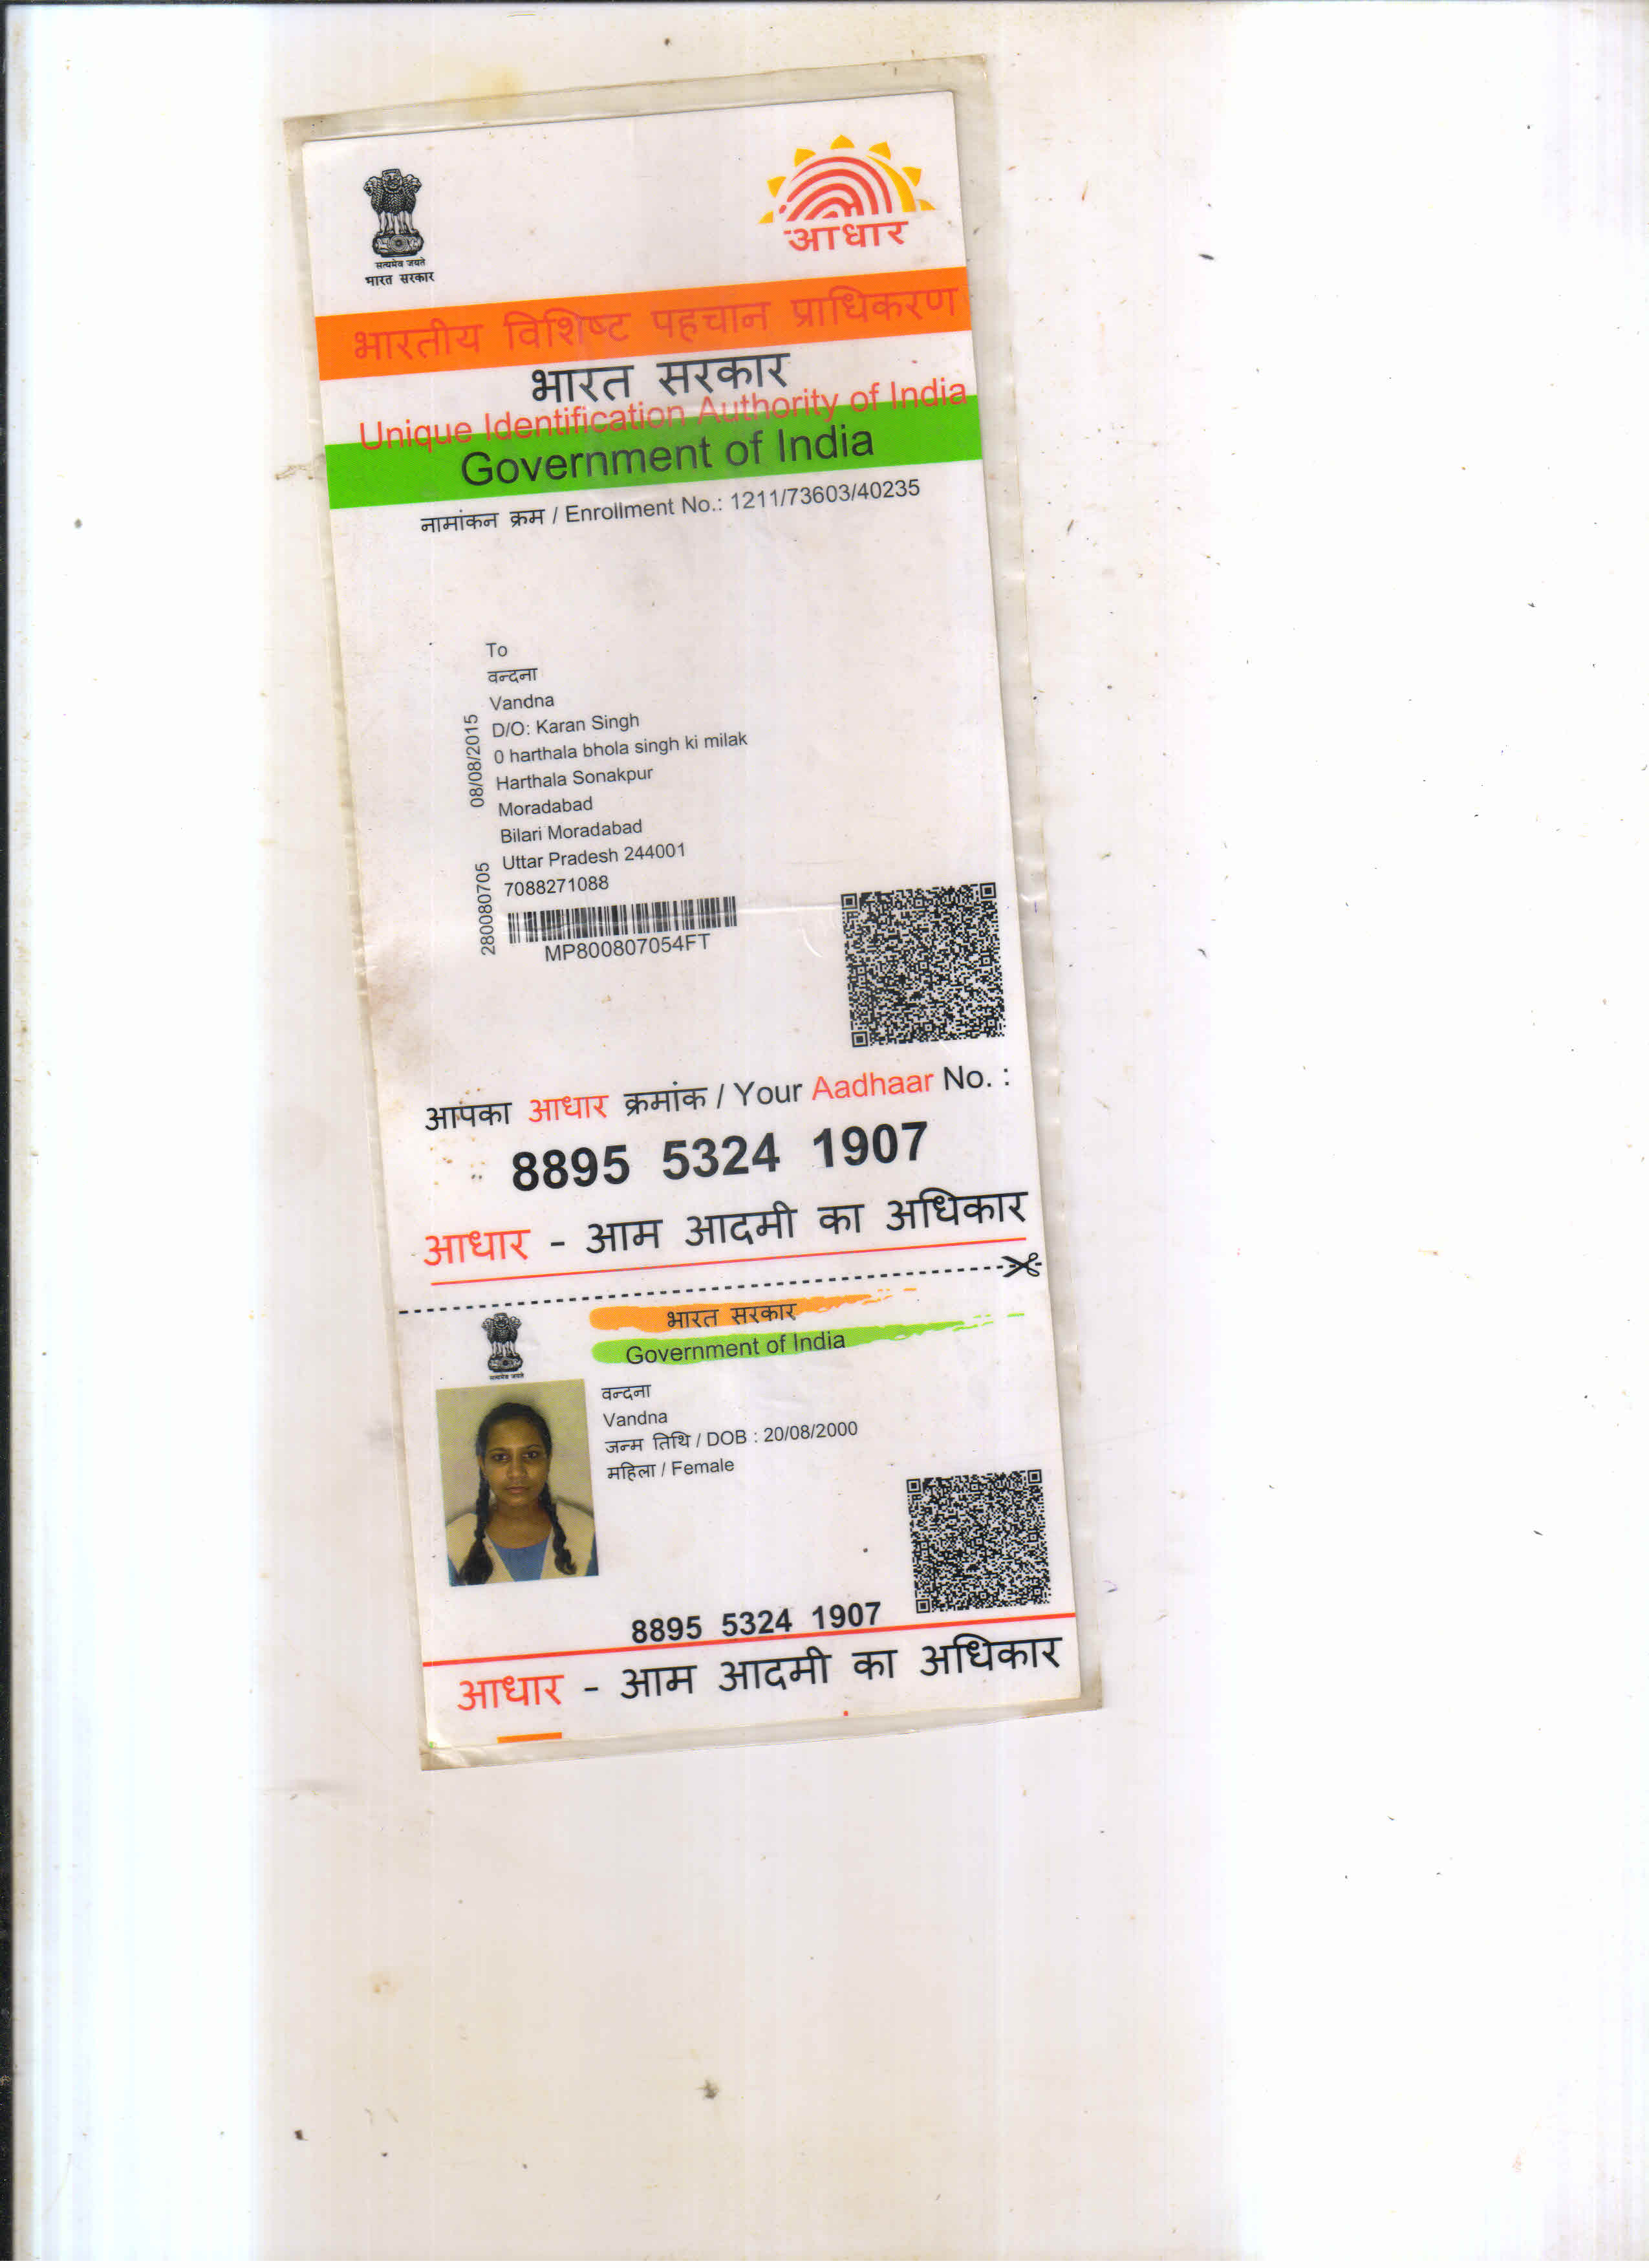 सत्यमेव जयते
भारत सरकार
आधार
भारतीय विशिष्ट पहचान प्राधिकरण
भारत सरकार
Unique Identification Authority of India
Government of India
नामांकन क्रम / Enrollment No.: 1211/73603/40235
To
वन्दना
Vandna
D/O: Karan Singh
0 harthala bhola singh ki milak
Harthala Sonakpur
Moradabad
Bilari Moradabad
Uttar Pradesh 244001
7088271088
08/08/2015
280080705
MP800807054FT
आपका आधार क्रमांक / Your Aadhaar No. :
8895 5324 1907
आधार - आम आदमी का अधिकार
सत्यमेव जयते
भारत सरकार
Government of India
वन्दना
Vandna
जन्म तिथि / DOB : 20/08/2000
महिला / Female
8895 5324 1907
आधार - आम आदमी का अधिकार